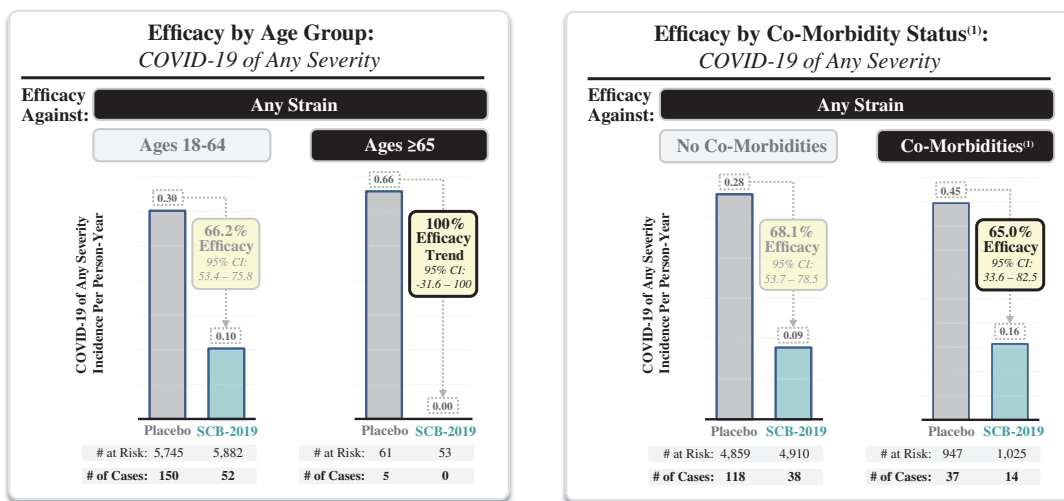 Efficacy by Age Group:
COVID-19 of Any Severity
Efficacy
Against:
Any Strain
Ages 18-64
Ages ≥65
COVID-19 of Any Severity
Incidence Per Person-Year
0.30
66.2%
Efficacy
95% CI:
53.4 – 75.8
0.10
0.66
100%
Efficacy
Trend
95% CI:
-31.6 – 100
0.00
Placebo SCB-2019
Placebo SCB-2019
# at Risk: 5,745 5,882
# of Cases: 150 52
# at Risk: 61 53
# of Cases: 5 0
Efficacy by Co-Morbidity Status(1):
COVID-19 of Any Severity
Efficacy
Against:
Any Strain
No Co-Morbidities
Co-Morbidities(1)
COVID-19 of Any Severity
Incidence Per Person-Year
0.28
68.1%
Efficacy
95% CI:
53.7 – 78.5
0.09
0.45
65.0%
Efficacy
95% CI:
33.6 – 82.5
0.16
Placebo SCB-2019
Placebo SCB-2019
# at Risk: 4,859 4,910
# of Cases: 118 38
# at Risk: 947 1,025
# of Cases: 37 14